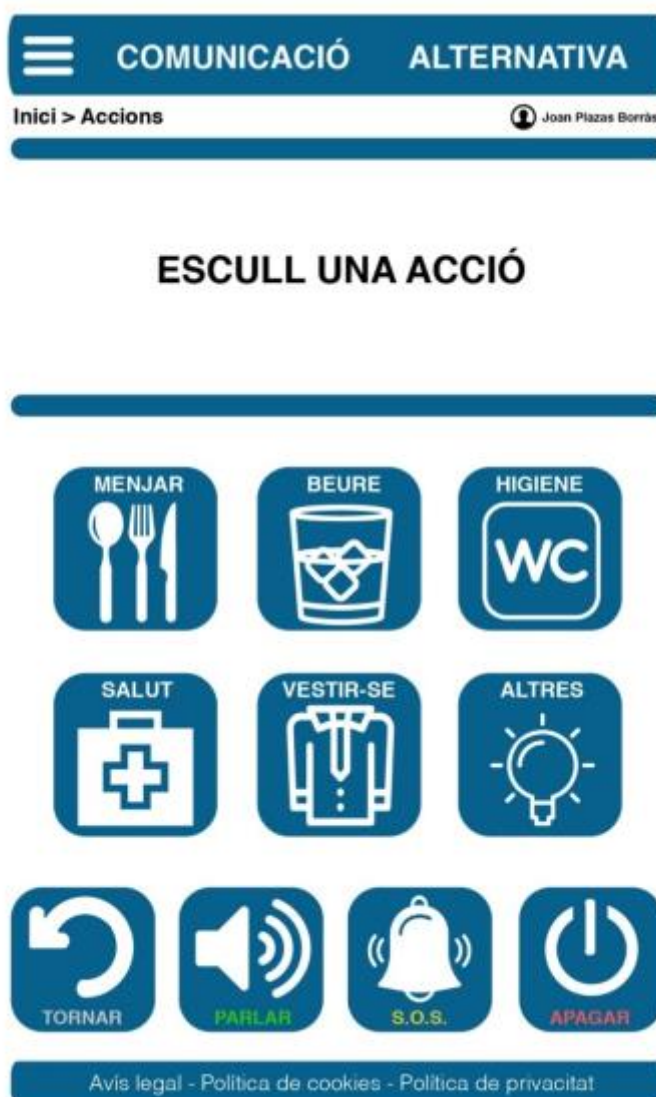 COMUNICACIÓ ALTERNATIVA
Inici > Accions
Joan Plazas Borràs
ESCULL UNA ACCIÓ
MENJAR
BEURE
HIGIENE
WC
SALUT
VESTIR-SE
ALTRES
TORNAR
PARLAR
S.O.S.
APAGAR
Avís legal - Política de cookies - Política de privacitat